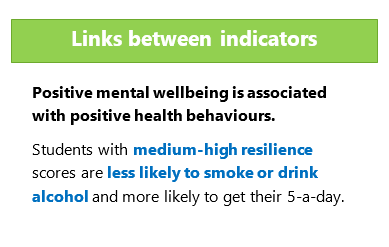 Links between indicators
Positive mental wellbeing is associated
with positive health behaviours.
Students with medium-high resilience
scores are less likely to smoke or drink
alcohol and more likely to get their 5-a-day.